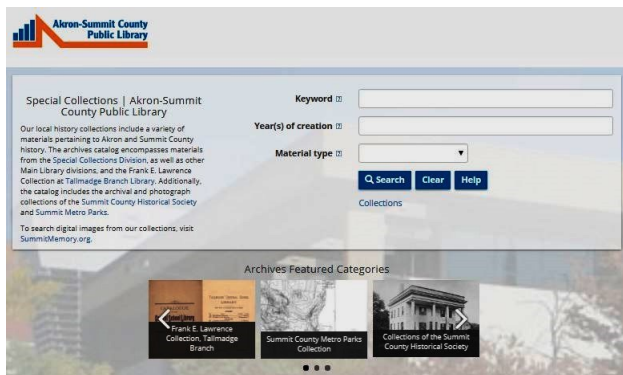 Akron-Summit County
Public Library
Special Collections | Akron-Summit
County Public Library
Our local history collections include a variety of
materials pertaining to Akron and Summit County
history. The archives catalog encompasses materials
from the Special Collections Division, as well as other
Main Library divisions, and the Frank E. Lawrence
Collection at Tallmadge Branch Library. Additionally,
the catalog includes the archival and photograph
collections of the Summit County Historical Society
and Summit Metro Parks.
To search digital images from our collections, visit
SummitMemory.org.
Keyword
Year(s) of creation
Material type
Search Clear Help
Collections
Archives Featured Categories
Frank E. Lawrence
Collection, Tallmadge
Branch
Summit County Metro Parks
Collection
Collections of the Summit
County Historical Society